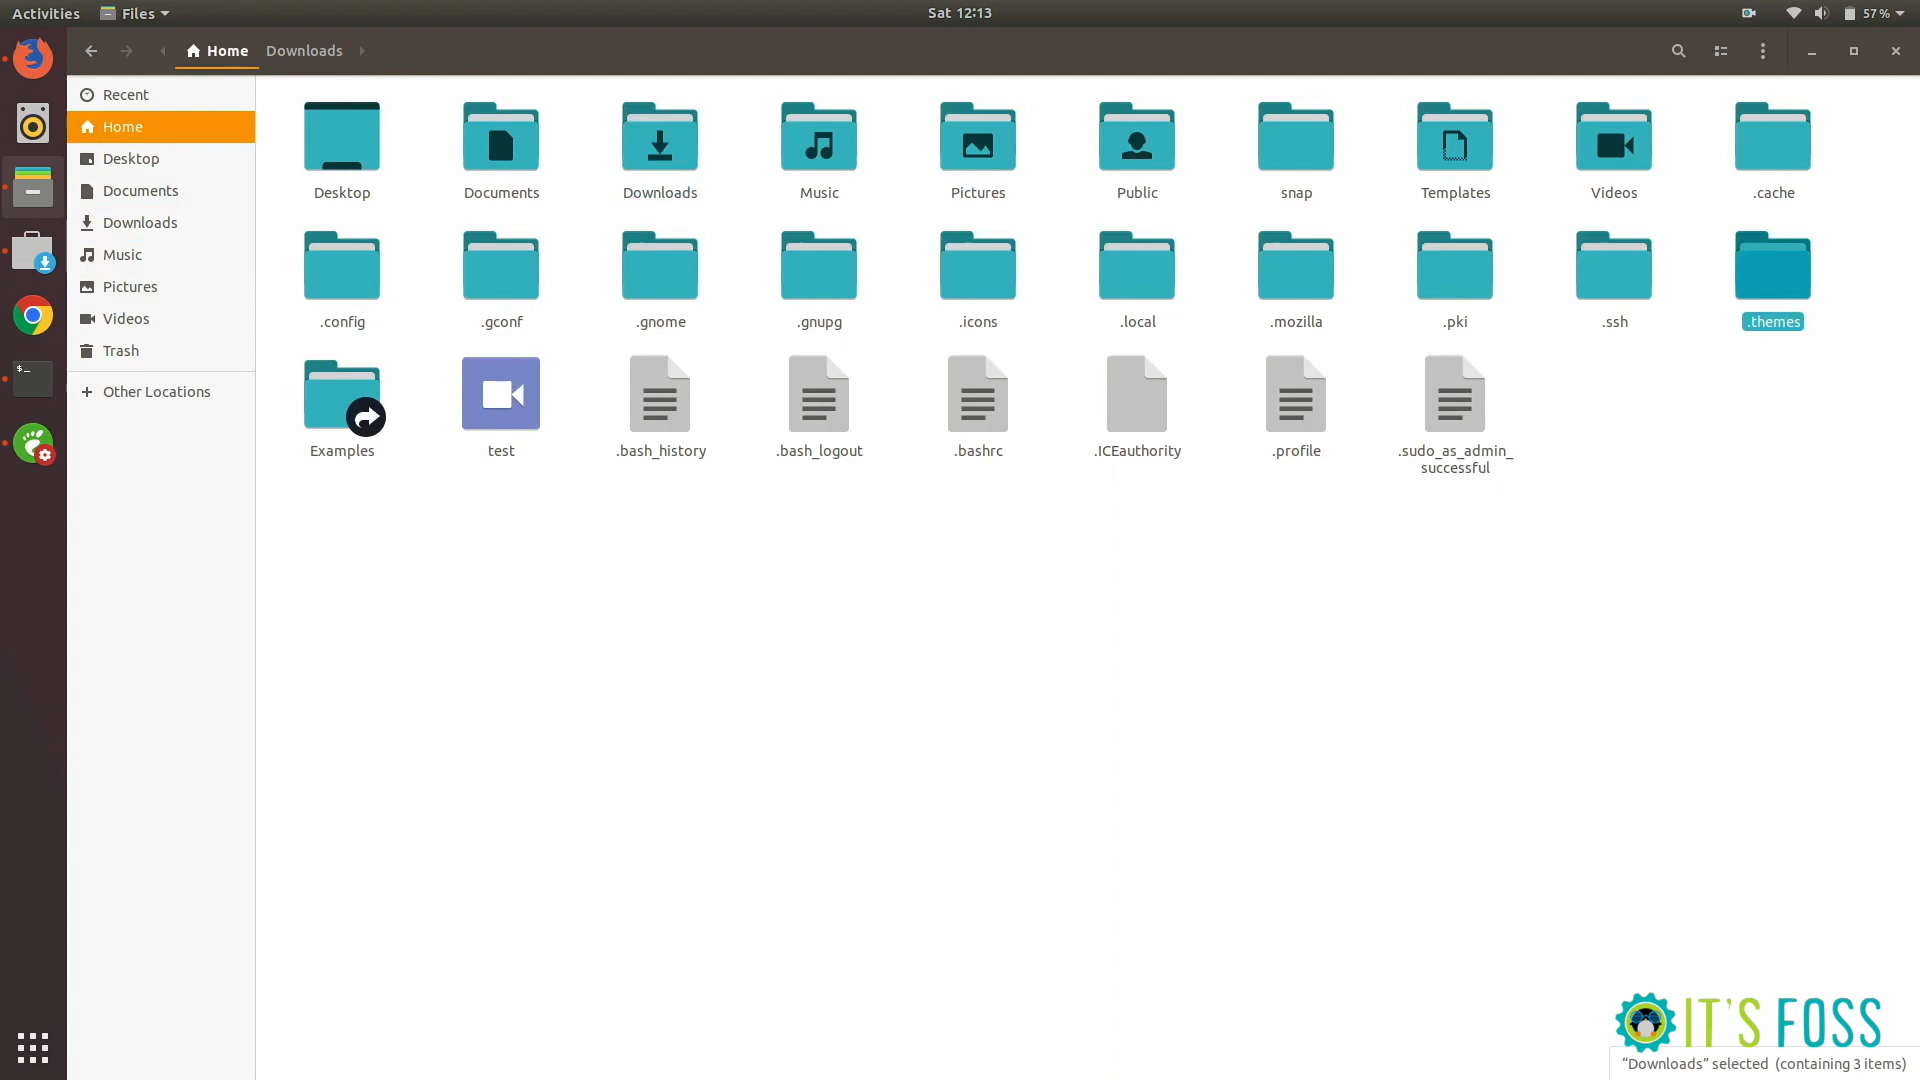 Activities
Files
Sat 12:13
57 %
Home
Downloads
Recent
Home
Desktop
Documents
Downloads
Music
Pictures
Videos
Trash
Other Locations
Desktop
Documents
Downloads
Music
Pictures
Public
snap
Templates
Videos
.cache
.config
.gconf
.gnome
.gnupg
.icons
.local
.mozilla
.pki
.ssh
.themes
Examples
test
.bash_history
.bash_logout
.bashrc
.ICEauthority
.profile
.sudo_as_admin_
successful
$_
IT'S FOSS
“Downloads” selected (containing 3 items)